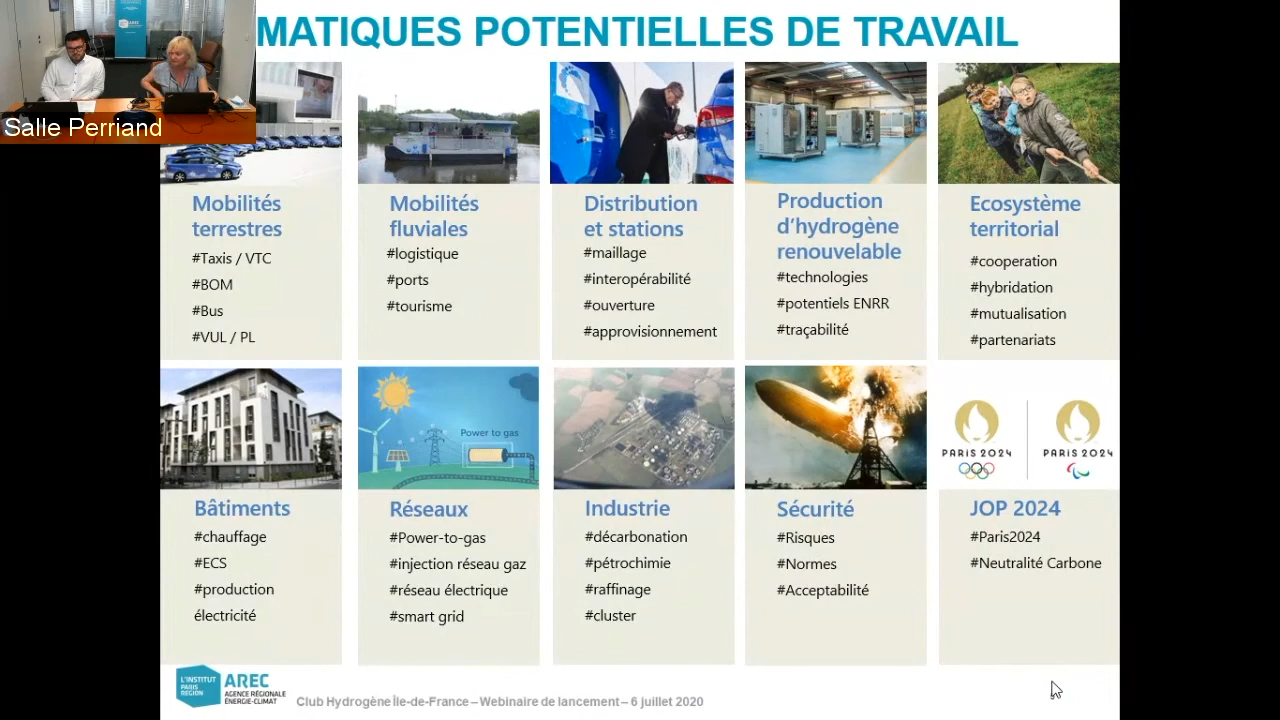 MATIQUES POTENTIELLES DE TRAVAIL
Salle Perriand
Mobilités
terrestres
#Taxis / VTC
#BOM
#Bus
#VUL / PL
Mobilités
fluviales
#logistique
#ports
#tourisme
Distribution
et stations
#maillage
#interopérabilité
#ouverture
#approvisionnement
Production
d'hydrogène
renouvelable
#technologies
#potentiels ENRR
#traçabilité
Ecosystème
territorial
#cooperation
#hybridation
#mutualisation
#partenariats
Bâtiments
#chauffage
#ECS
#production
électricité
Power to gas
Réseaux
#Power-to-gas
#injection réseau gaz
#réseau électrique
#smart grid
Industrie
#décarbonation
#pétrochimie
#raffinage
#cluster
Sécurité
#Risques
#Normes
#Acceptabilité
PARIS 2024
PARIS 2024
JOP 2024
#Paris2024
#Neutralité Carbone
L'INSTITUT
PARIS
REGION
AREC
AGENCE RÉGIONALE
ÉNERGIE-CLIMAT
Club Hydrogène Île-de-France – Webinaire de lancement – 6 juillet 2020